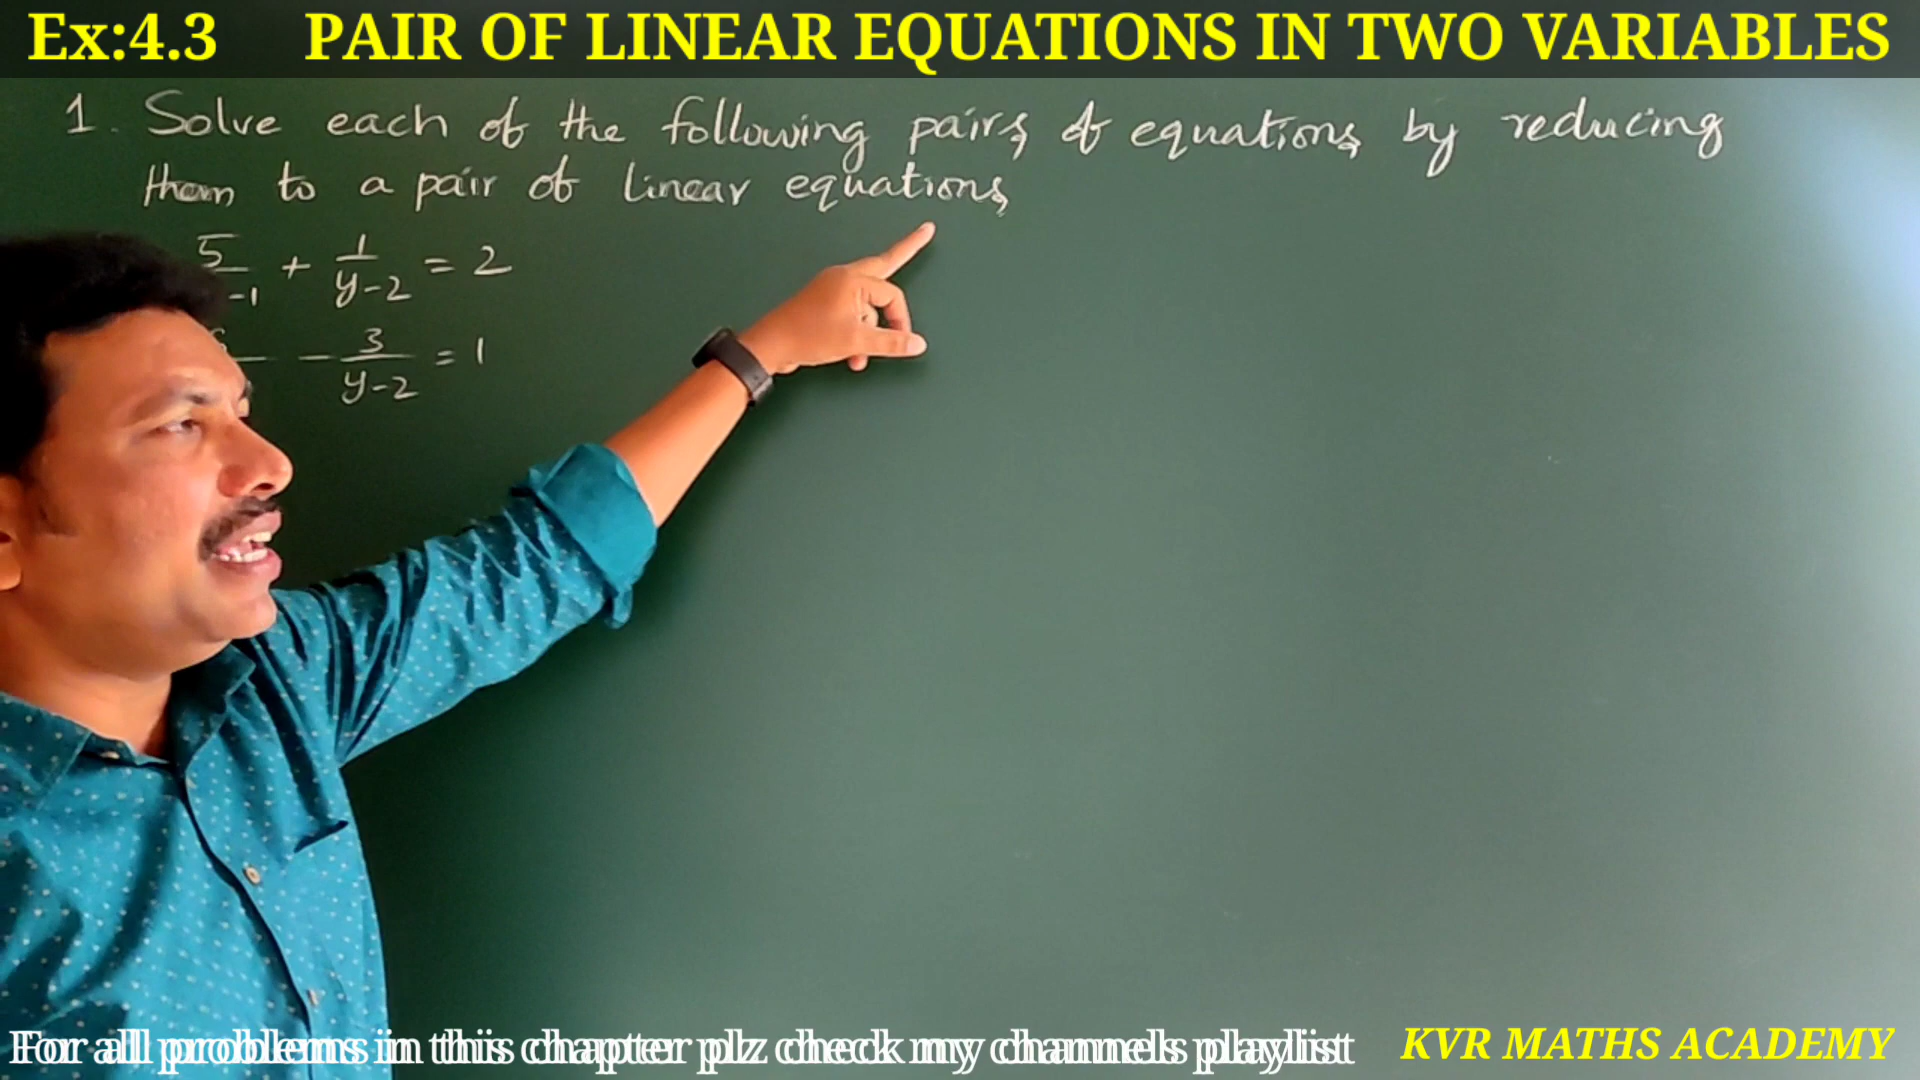 Ex:4.3 PAIR OF LINEAR EQUATIONS IN TWO VARIABLES
1. Solve each of the following pairs of equations by reducing
them to a pair of linear equations
5/-1 + 1/y-2 = 2
- 3/y-2 = 1
For all problems in this chapter plz check my channels playlist
KVR MATHS ACADEMY